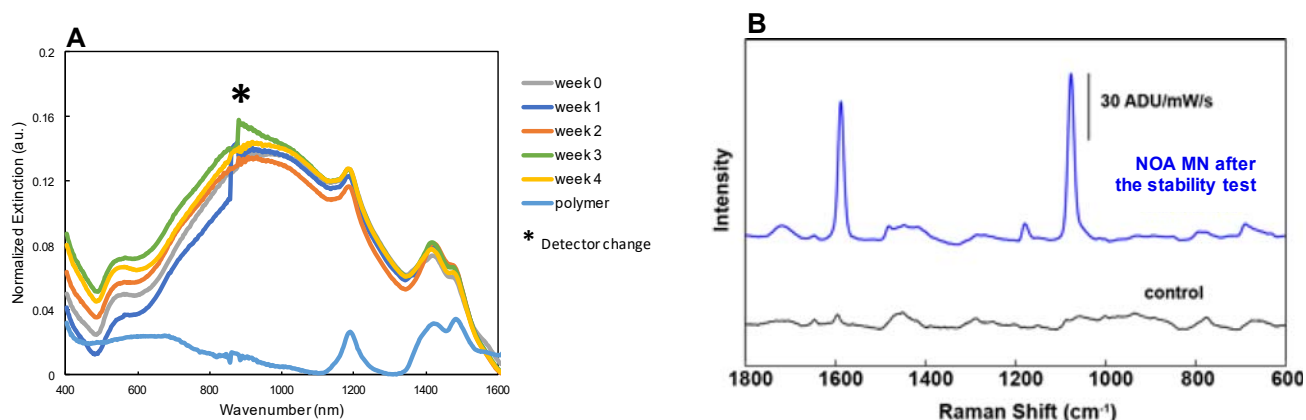 A
Normalized Extinction (au.)
0.2
0.16
0.12
0.08
0.04
0
400 600 800 1000 1200 1400 1600
Wavenumber (nm)
*
week 0
week 1
week 2
week 3
week 4
polymer
* Detector change
B
Intensity
30 ADU/mW/s
NOA MN after
the stability test
control
1800 1600 1400 1200 1000 800 600
Raman Shift (cm⁻¹)